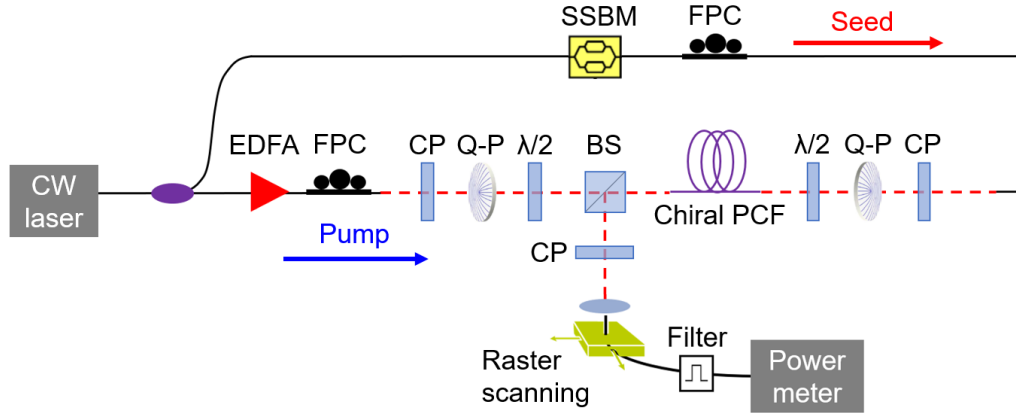 SSBM
FPC
Seed
EDFA
FPC
CP
Q-P
λ/2
BS
λ/2
Q-P
CP
CW
laser
Chiral PCF
Pump
CP
Raster
scanning
Filter
Power
meter